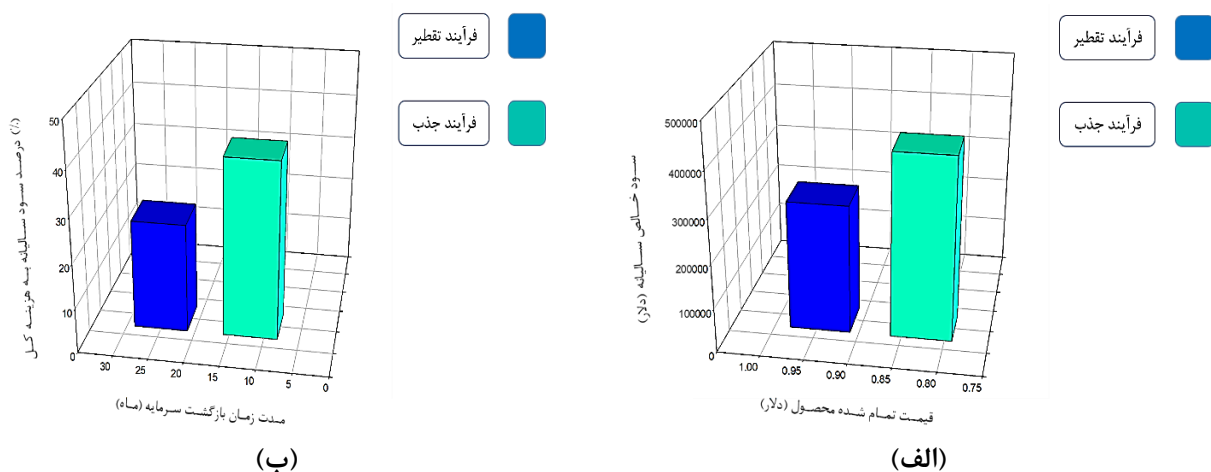 فرآیند تقطیر
فرآیند جذب
500000
400000
300000
200000
100000
0
سود خالص سالیانه (دلار)
1.00
0.95
0.90
0.85
0.80
0.75
قیمت تمام شده محصول (دلار)
(الف)
فرآیند تقطیر
فرآیند جذب
50
40
30
20
10
0
درصد سود سالیانه به هزینه کل (٪)
30
25
20
15
10
5
0
مدت زمان بازگشت سرمایه (ماه)
(ب)